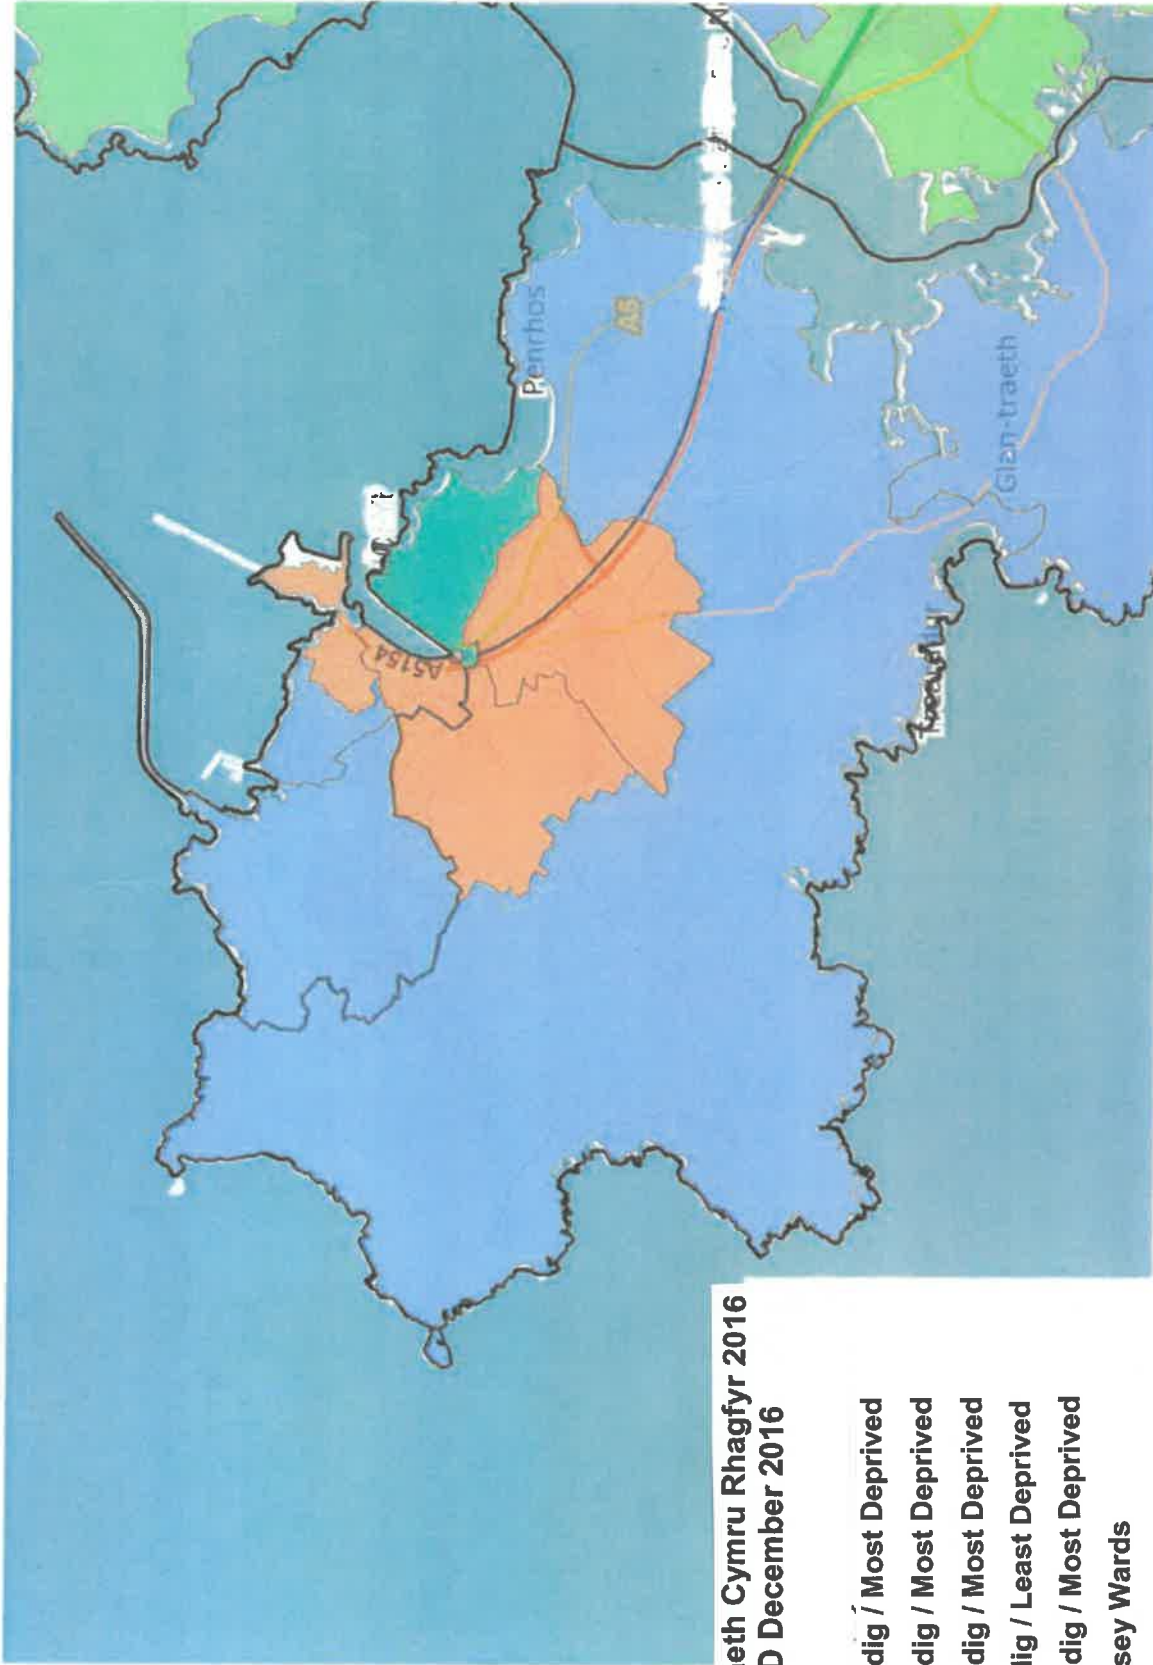 Penrhos
A5
A5154
Glan-traeth
eth Cymru Rhagfyr 2016
D December 2016
dig / Most Deprived
dig / Most Deprived
dig / Most Deprived
lig / Least Deprived
dig / Most Deprived
sey Wards